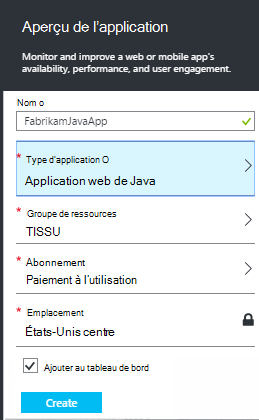 Aperçu de l'application
Monitor and improve a web or mobile app's
availability, performance, and user engagement.
Nom o
FabrikamJavaApp
* Type d'application O
Application web de Java
* Groupe de ressources
TISSU
* Abonnement
Paiement à l'utilisation
* Emplacement
États-Unis centre
Ajouter au tableau de bord
Create